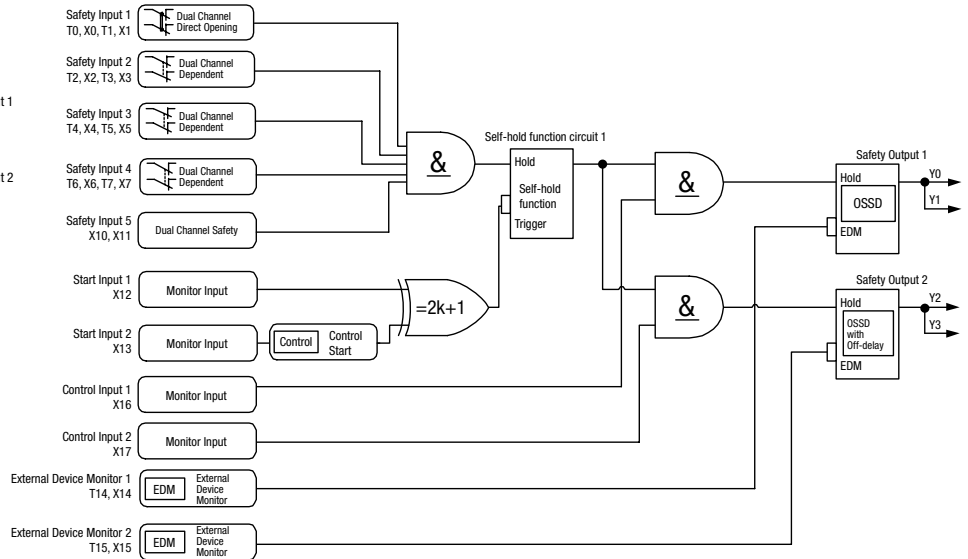 Safety Input 1
T0, X0, T1, X1
Dual Channel
Direct Opening
Safety Input 2
T2, X2, T3, X3
Dual Channel
Dependent
t 1
Safety Input 3
T4, X4, T5, X5
Dual Channel
Dependent
t 2
Safety Input 4
T6, X6, T7, X7
Dual Channel
Dependent
Safety Input 5
X10, X11
Dual Channel Safety
Start Input 1
X12
Monitor Input
Start Input 2
X13
Monitor Input
Control
Control
Start
Control Input 1
X16
Monitor Input
Control Input 2
X17
Monitor Input
External Device Monitor 1
T14, X14
EDM
External
Device
Monitor
External Device Monitor 2
T15, X15
EDM
External
Device
Monitor
&
=2k+1
Self-hold function circuit 1
Hold
Self-hold
function
Trigger
&
&
Safety Output 1
Hold
OSSD
EDM
Y0
Y1
Safety Output 2
Hold
OSSD
with
Off-delay
EDM
Y2
Y3